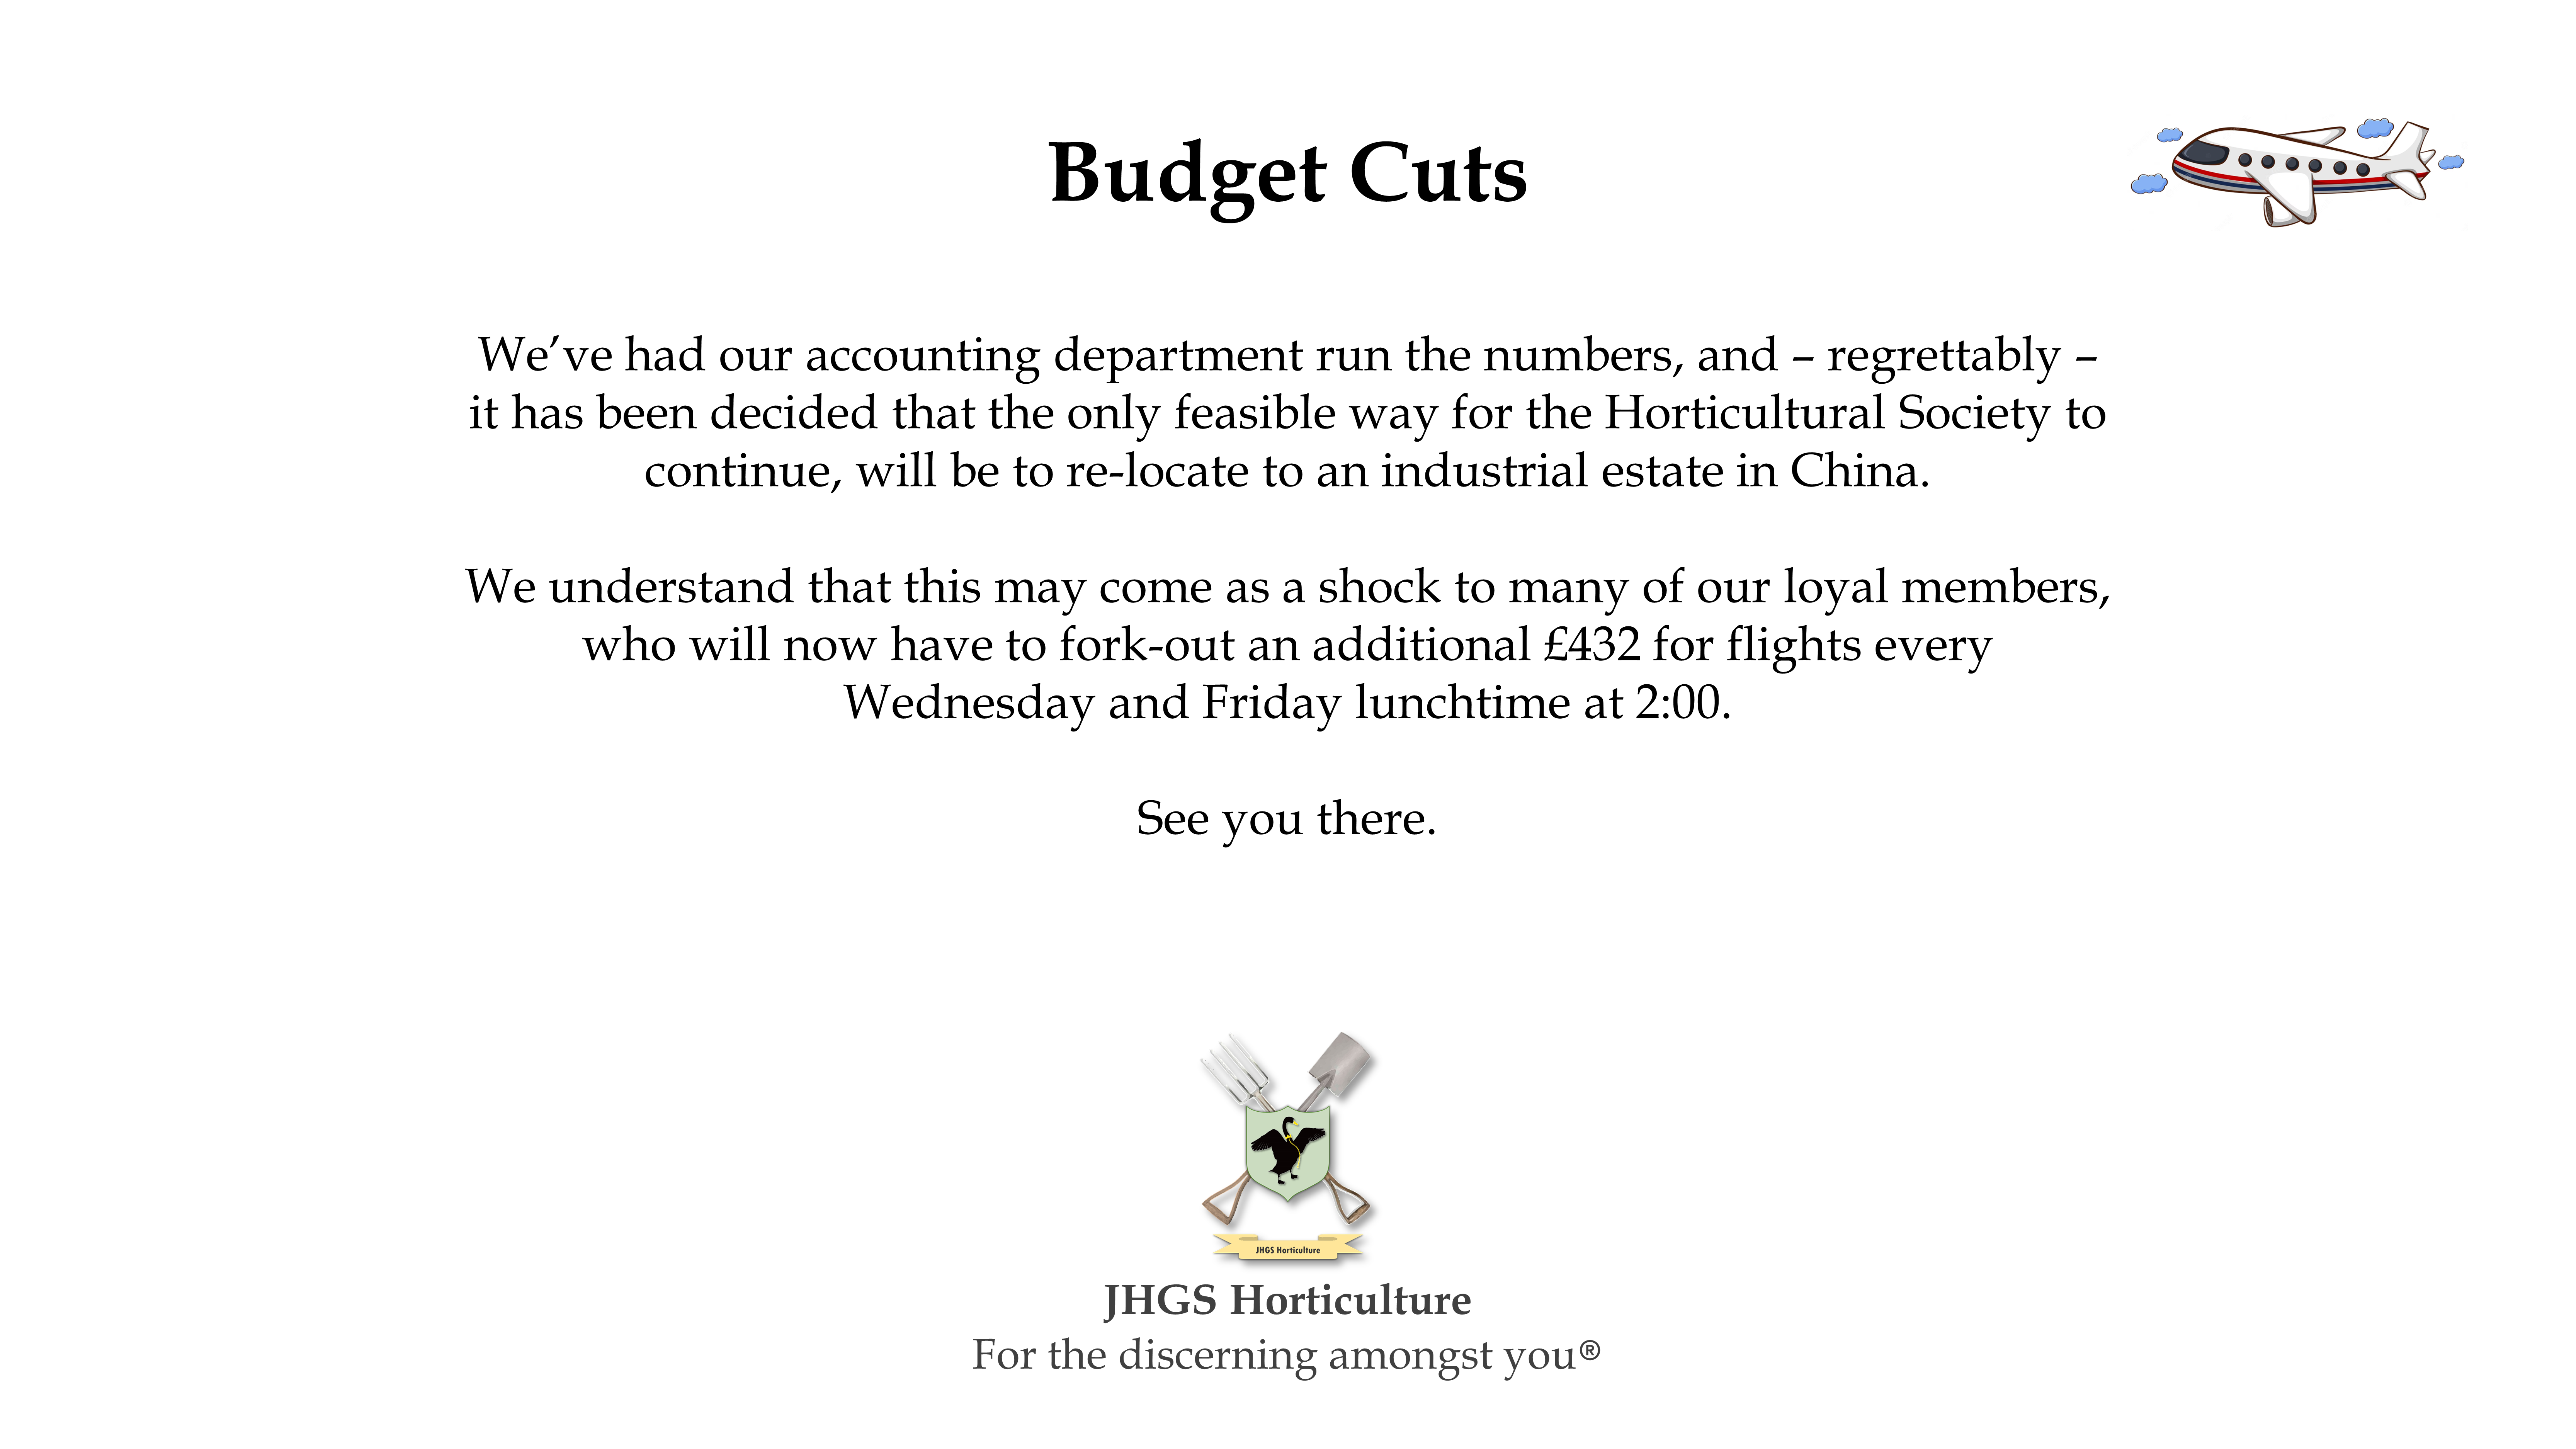 Budget Cuts
We’ve had our accounting department run the numbers, and – regrettably –
it has been decided that the only feasible way for the Horticultural Society to
continue, will be to re-locate to an industrial estate in China.
We understand that this may come as a shock to many of our loyal members,
who will now have to fork-out an additional £432 for flights every
Wednesday and Friday lunchtime at 2:00.
See you there.
JHGS Horticulture
JHGS Horticulture
For the discerning amongst you®